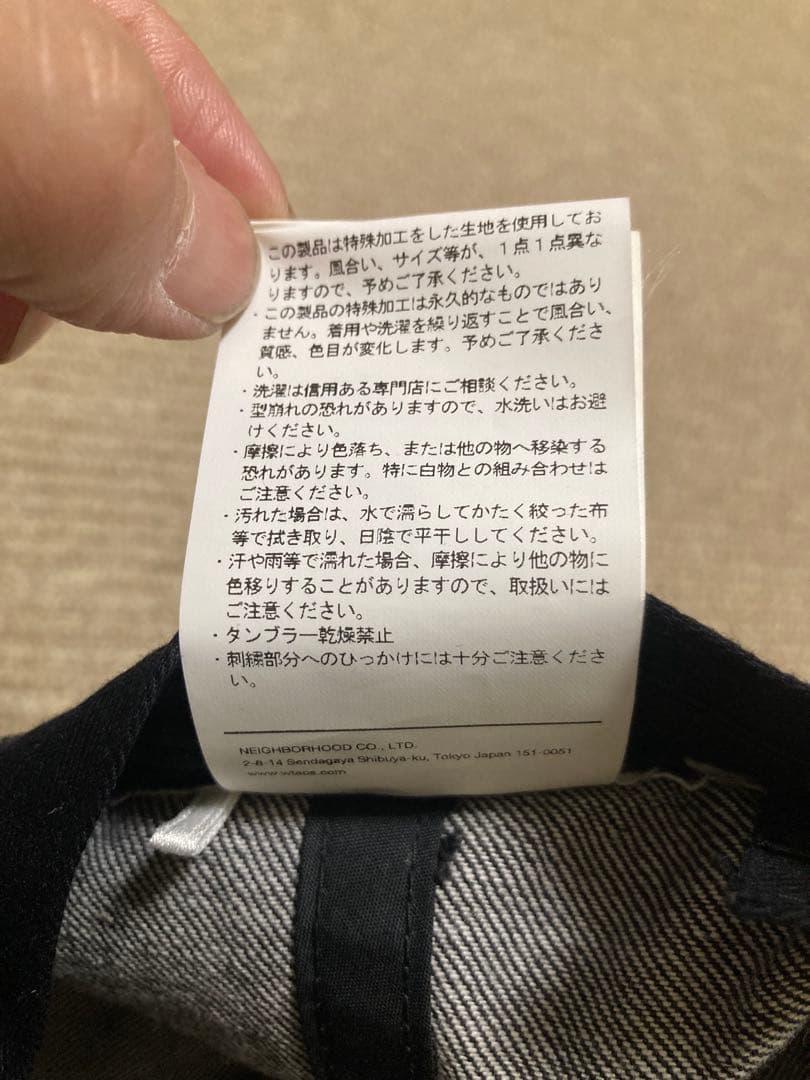 この製品は特殊加工をした生地を使用してお
ります。風合い、サイズ等が、１点１点異な
りますので、予めご了承ください。
・この製品の特殊加工は永久的なものではあり
ません。着用や洗濯を繰り返すことで風合い、
質感、色目が変化します。予めご了承くださ
い。
・洗濯は信用ある専門店にご相談ください。
・型崩れの恐れがありますので、水洗いはお避
けください。
・摩擦により色落ち、または他の物へ移染する
恐れがあります。特に白物との組み合わせは
ご注意ください。
・汚れた場合は、水で濡らしてかたく絞った布
等で拭き取り、日陰で平干ししてください。
・汗や雨等で濡れた場合、摩擦により他の物に
色移りすることがありますので、取扱いには
ご注意ください。
・タンブラー乾燥禁止
・刺繍部分へのひっかけには十分ご注意くださ
い。
NEIGHBORHOOD CO., LTD.
2-8-14 Sendagaya Shibuya-ku, Tokyo Japan 151-0051
www.wtaps.com